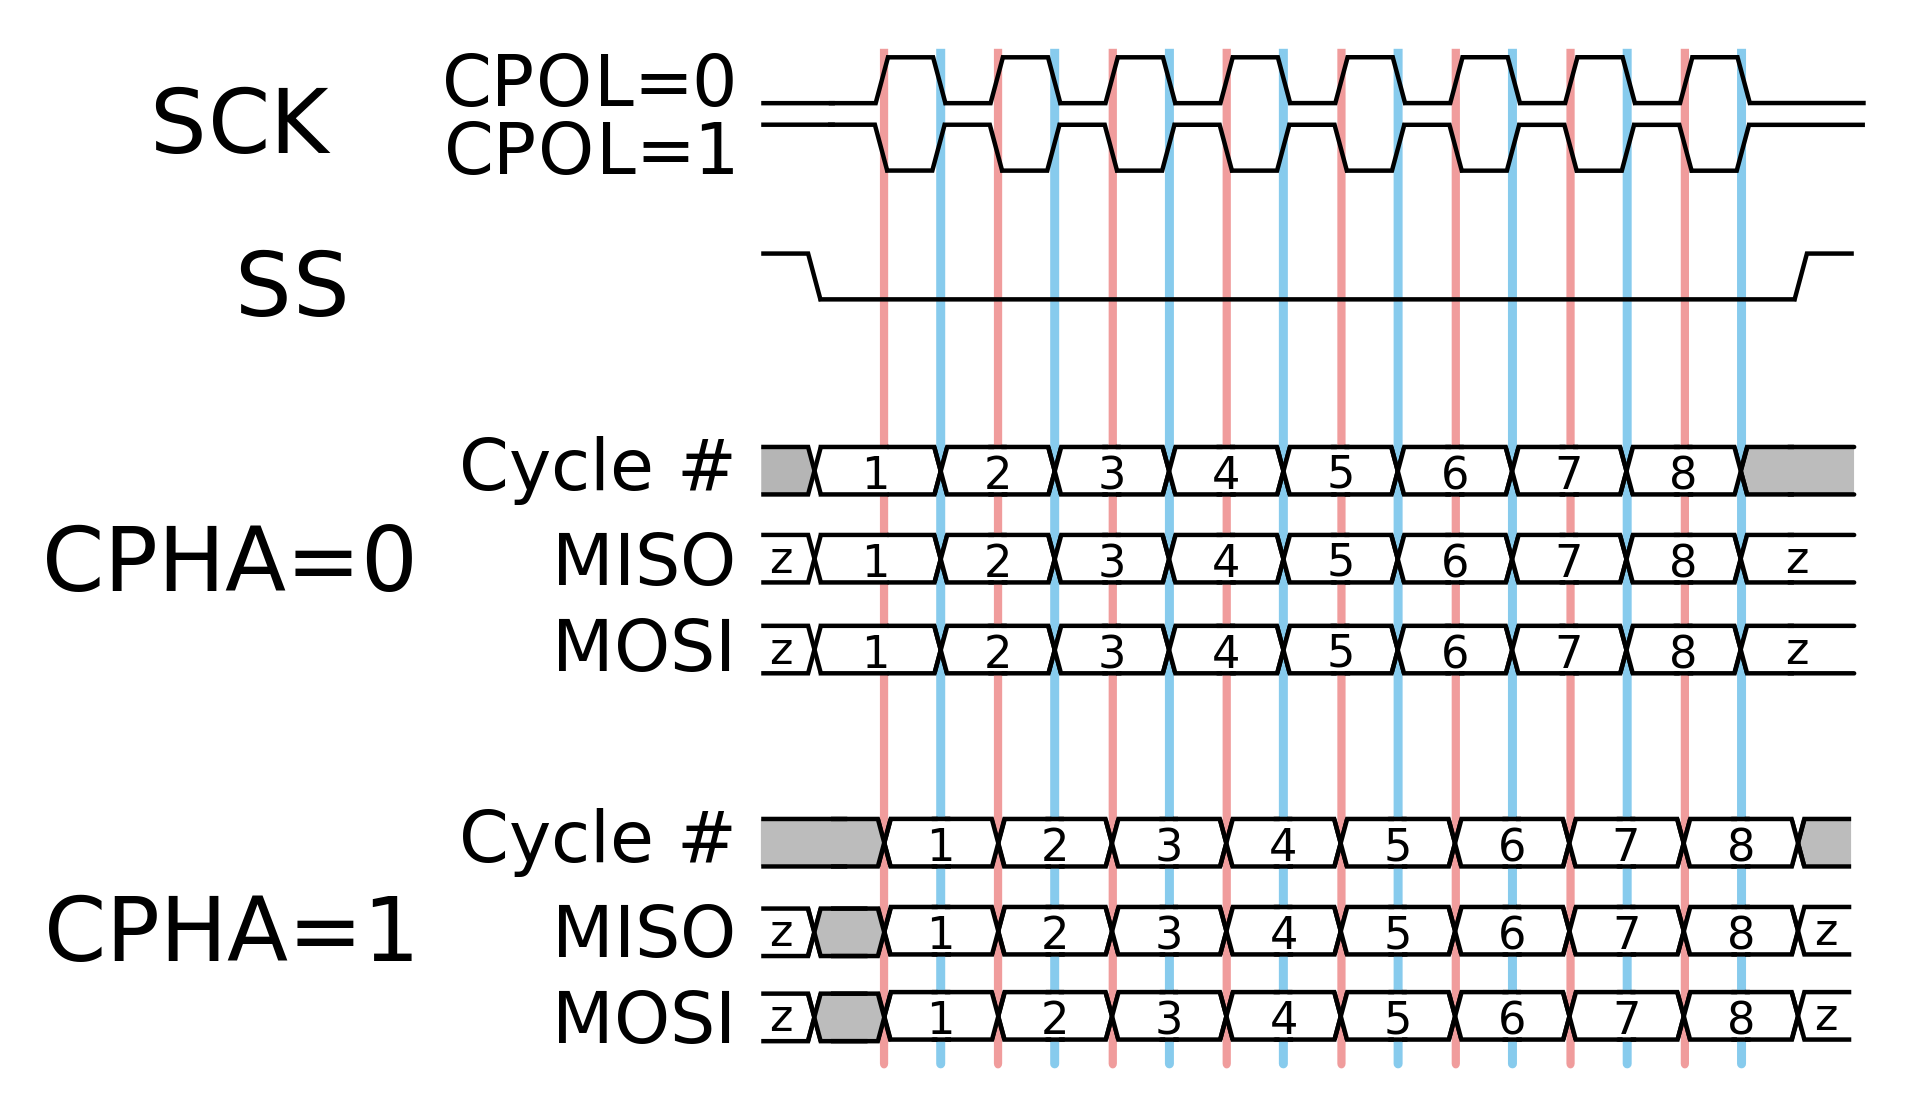 SCK
CPOL=0
CPOL=1
SS
CPHA=0
Cycle # 1 2 3 4 5 6 7 8
MISO z 1 2 3 4 5 6 7 8 z
MOSI z 1 2 3 4 5 6 7 8 z
CPHA=1
Cycle # 1 2 3 4 5 6 7 8
MISO z 1 2 3 4 5 6 7 8 z
MOSI z 1 2 3 4 5 6 7 8 z